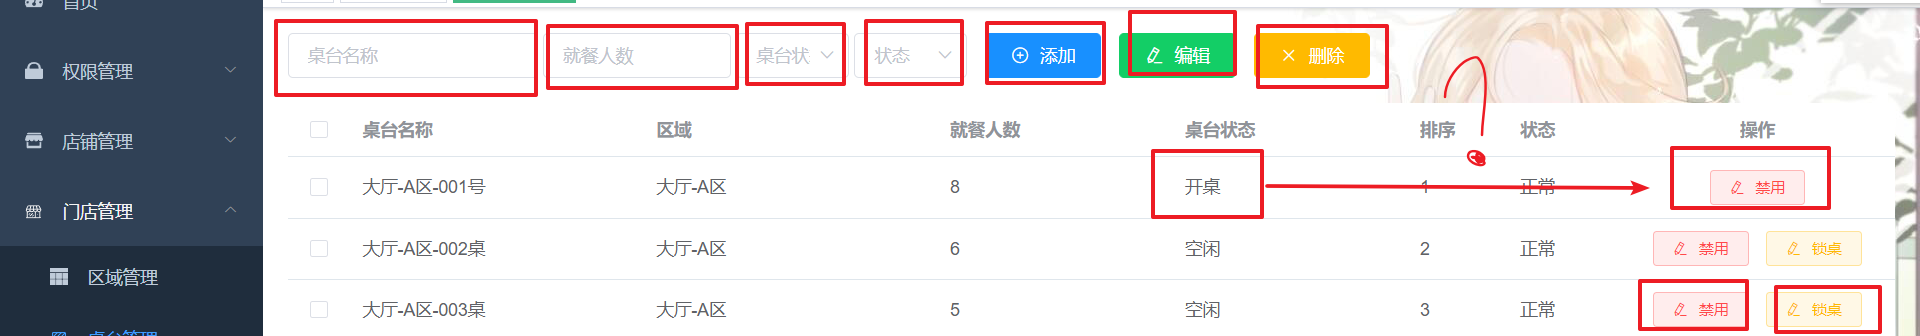 首页
权限管理
店铺管理
门店管理
区域管理
桌台管理
桌台名称 就餐人数 桌台状 状态 添加 编辑 删除
桌台名称 区域 就餐人数 桌台状态 排序 状态 操作
大厅-A区-001号 大厅-A区 8 开桌 1 正常 禁用
大厅-A区-002桌 大厅-A区 6 空闲 2 正常 禁用 锁桌
大厅-A区-003桌 大厅-A区 5 空闲 3 正常 禁用 锁桌